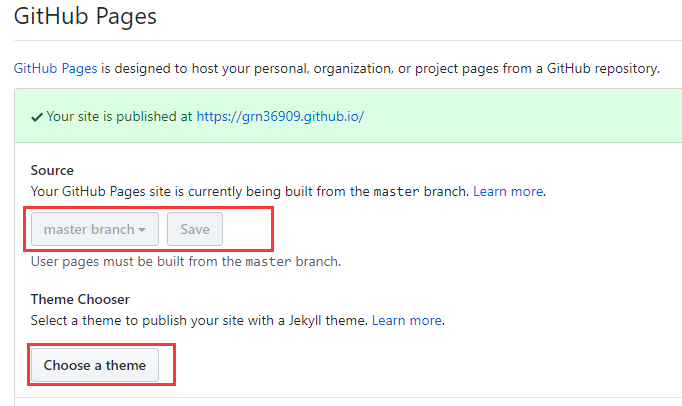 GitHub Pages
GitHub Pages is designed to host your personal, organization, or project pages from a GitHub repository.
Your site is published at https://grn36909.github.io/
Source
Your GitHub Pages site is currently being built from the master branch. Learn more.
master branch Save
User pages must be built from the master branch.
Theme Chooser
Select a theme to publish your site with a Jekyll theme. Learn more.
Choose a theme